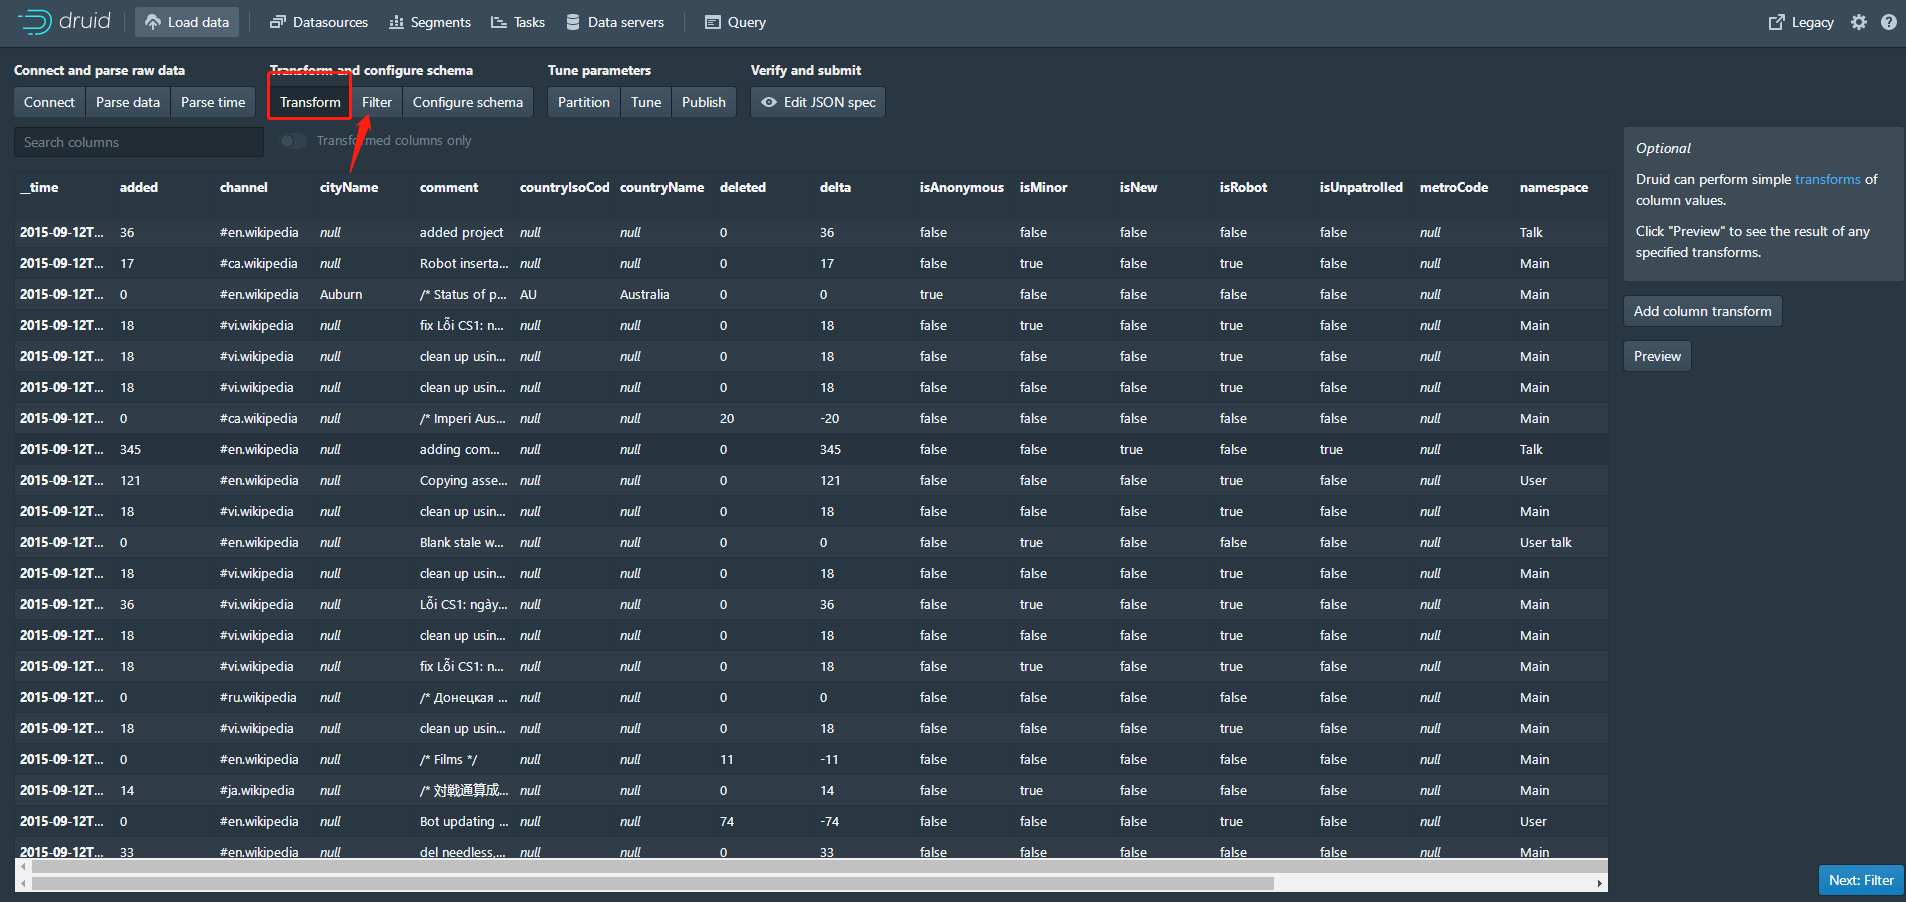 druid Load data Datasources Segments Tasks Data servers Query Legacy
Connect and parse raw data Transform and configure schema Tune parameters Verify and submit
Connect Parse data Parse time Transform Filter Configure schema Partition Tune Publish Edit JSON spec
Search columns Transformed columns only
Optional
Druid can perform simple transforms of
column values.
Click "Preview" to see the result of any
specified transforms.
Add column transform
Preview
__time added channel cityName comment countryIsoCod countryName deleted delta isAnonymous isMinor isNew isRobot isUnpatrolled metroCode namespace
2015-09-12T... 36 #en.wikipedia null added project null null 0 36 false false false false false null Talk
2015-09-12T... 17 #ca.wikipedia null Robot inserta... null null 0 17 false true false true false null Main
2015-09-12T... 0 #en.wikipedia Auburn /* Status of p... AU Australia 0 0 true false false false false null Main
2015-09-12T... 18 #vi.wikipedia null fix Lỗi CS1: n... null null 0 18 false true false true false null Main
2015-09-12T... 18 #vi.wikipedia null clean up usin... null null 0 18 false false false true false null Main
2015-09-12T... 18 #vi.wikipedia null clean up usin... null null 0 18 false false false true false null Main
2015-09-12T... 0 #ca.wikipedia null /* Imperi Aus... null null 20 -20 false false false false false null Main
2015-09-12T... 345 #en.wikipedia null adding com... null null 0 345 false false true false true null Talk
2015-09-12T... 121 #en.wikipedia null Copying asse... null null 0 121 false false false true false null User
2015-09-12T... 18 #vi.wikipedia null clean up usin... null null 0 18 false false false true false null Main
2015-09-12T... 0 #en.wikipedia null Blank stale w... null null 0 0 false true false false false null User talk
2015-09-12T... 18 #vi.wikipedia null clean up usin... null null 0 18 false false false true false null Main
2015-09-12T... 36 #vi.wikipedia null Lỗi CS1: ngày... null null 0 36 false true false true false null Main
2015-09-12T... 18 #vi.wikipedia null clean up usin... null null 0 18 false false false true false null Main
2015-09-12T... 18 #vi.wikipedia null fix Lỗi CS1: n... null null 0 18 false true false true false null Main
2015-09-12T... 0 #ru.wikipedia null /* Донецкая ... null null 0 0 false false false false false null Main
2015-09-12T... 18 #vi.wikipedia null clean up usin... null null 0 18 false false false true false null Main
2015-09-12T... 0 #en.wikipedia null /* Films */ null null 11 -11 false false false false false null Main
2015-09-12T... 14 #ja.wikipedia null /* 対戦通算成... null null 0 14 false true false false false null Main
2015-09-12T... 0 #en.wikipedia null Bot updating ... null null 74 -74 false false false true false null User
2015-09-12T... 33 #en.wikipedia null del needless,... null null 0 33 false false false false false null Main
Next: Filter